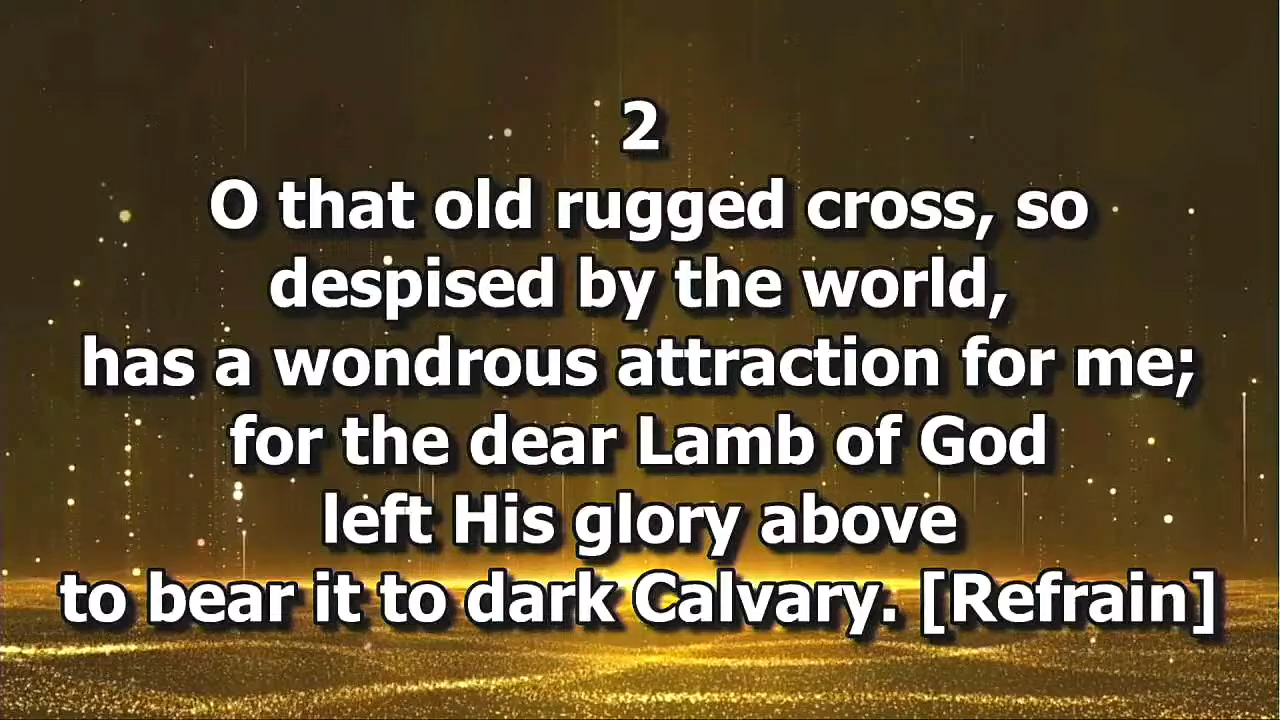 2
O that old rugged cross, so
despised by the world,
has a wondrous attraction for me;
for the dear Lamb of God
left His glory above
to bear it to dark Calvary. [Refrain]